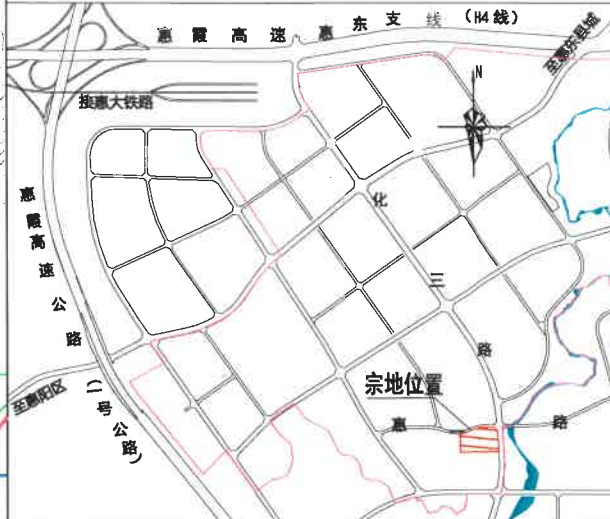 惠霞高速惠东支线(H4线)
至惠东县城
接惠大铁路
N
惠霞高速公路(一号公路)
化三路
至惠阳区
宗地位置
惠路